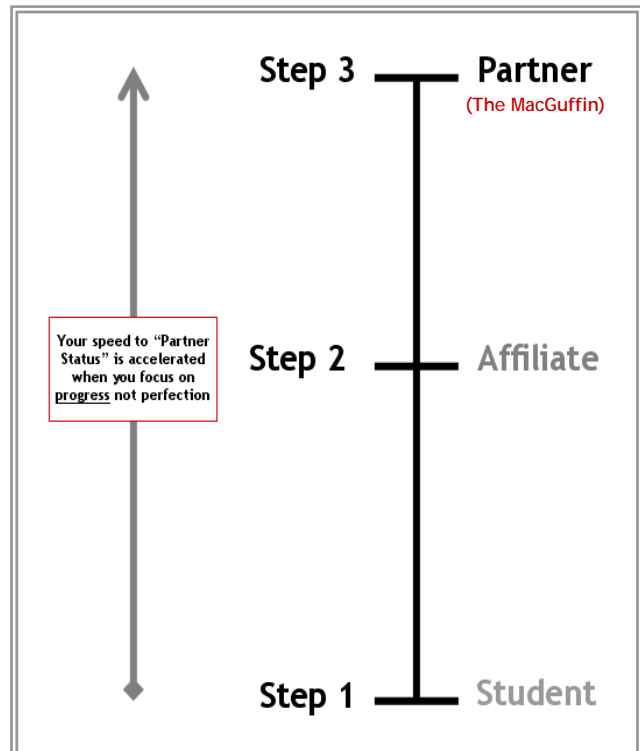 Step 3 Partner
(The MacGuffin)
Your speed to “Partner
Status” is accelerated
when you focus on
progress not perfection
Step 2 Affiliate
Step 1 Student